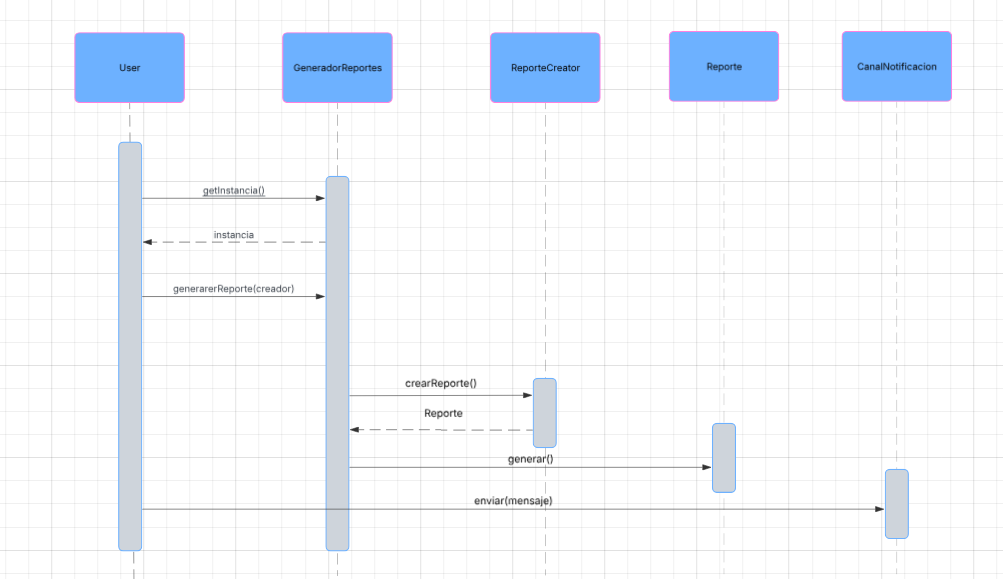 User
GeneradorReportes
ReporteCreator
Reporte
CanalNotificacion
getInstancia()
instancia
generarerReporte(creador)
crearReporte()
Reporte
generar()
enviar(mensaje)